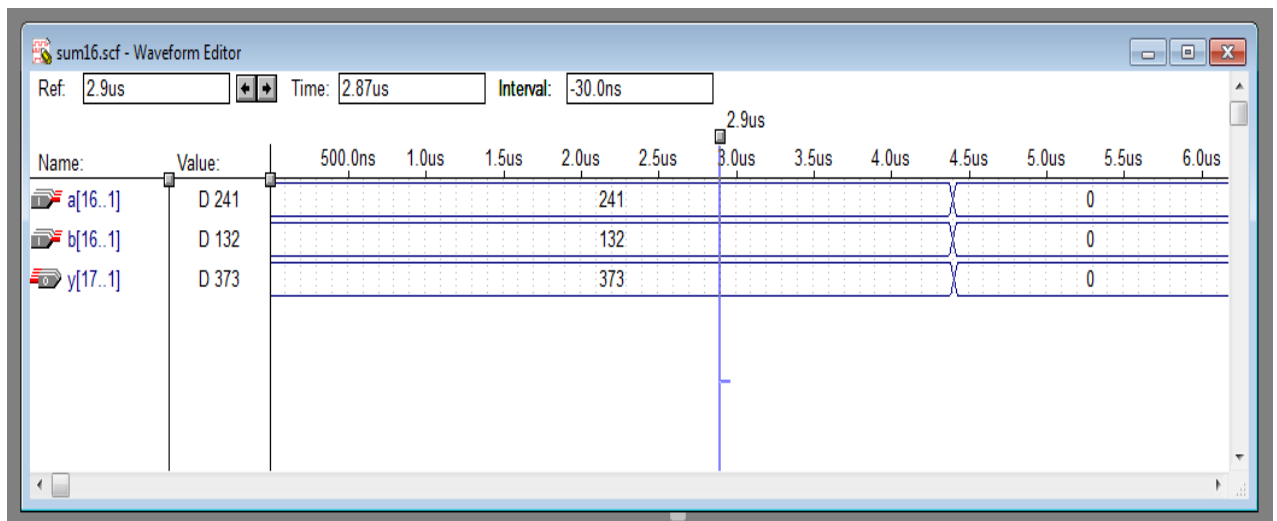 sum16.scf - Waveform Editor
Ref: 2.9us Time: 2.87us Interval: -30.0ns
2.9us
Name: Value: 500.0ns 1.0us 1.5us 2.0us 2.5us 3.0us 3.5us 4.0us 4.5us 5.0us 5.5us 6.0us
I a[16..1] D 241 241 0
I b[16..1] D 132 132 0
O y[17..1] D 373 373 0